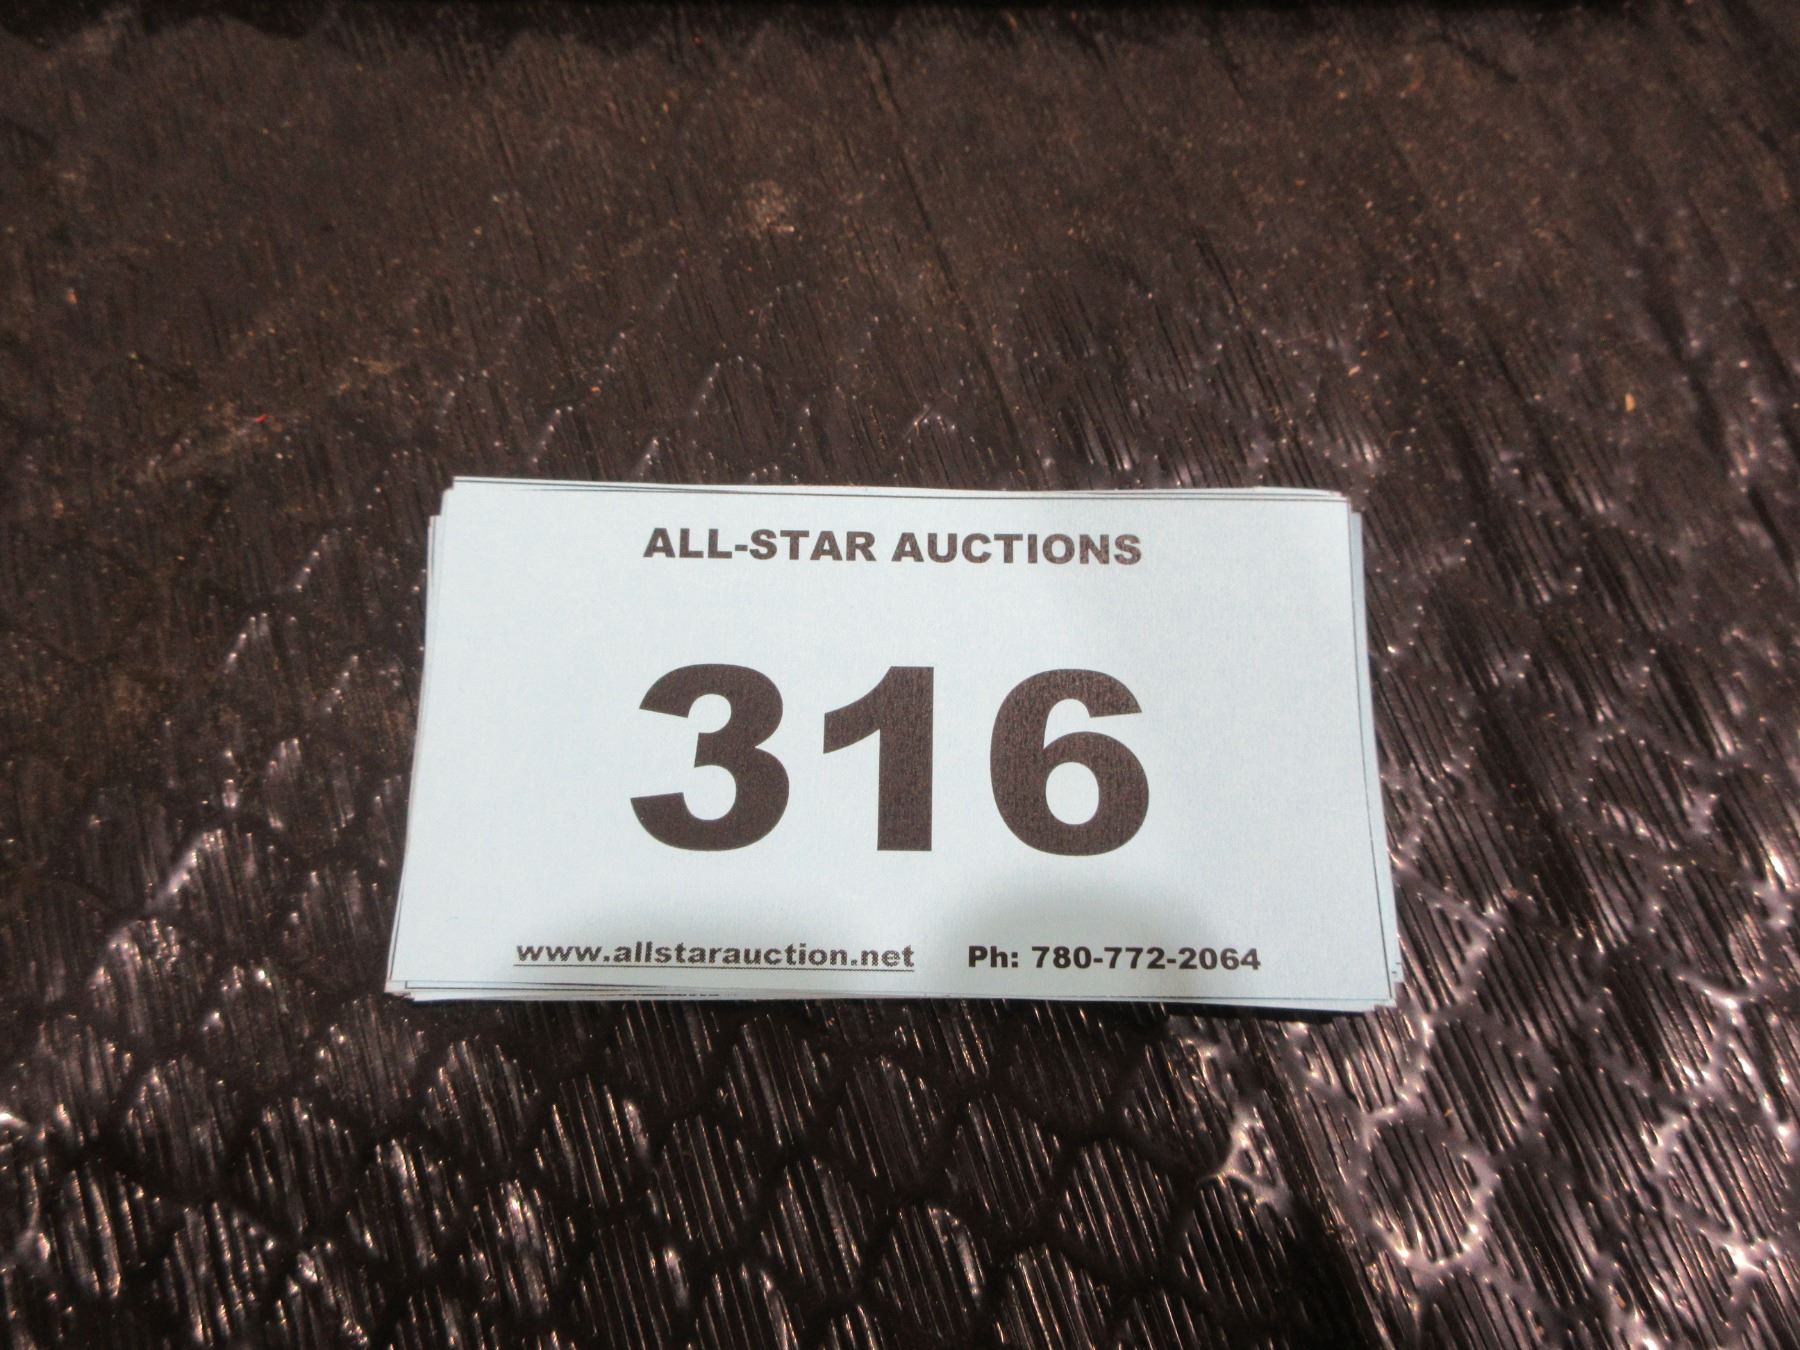 ALL-STAR AUCTIONS
316
www.allstarauction.net Ph: 780-772-2064